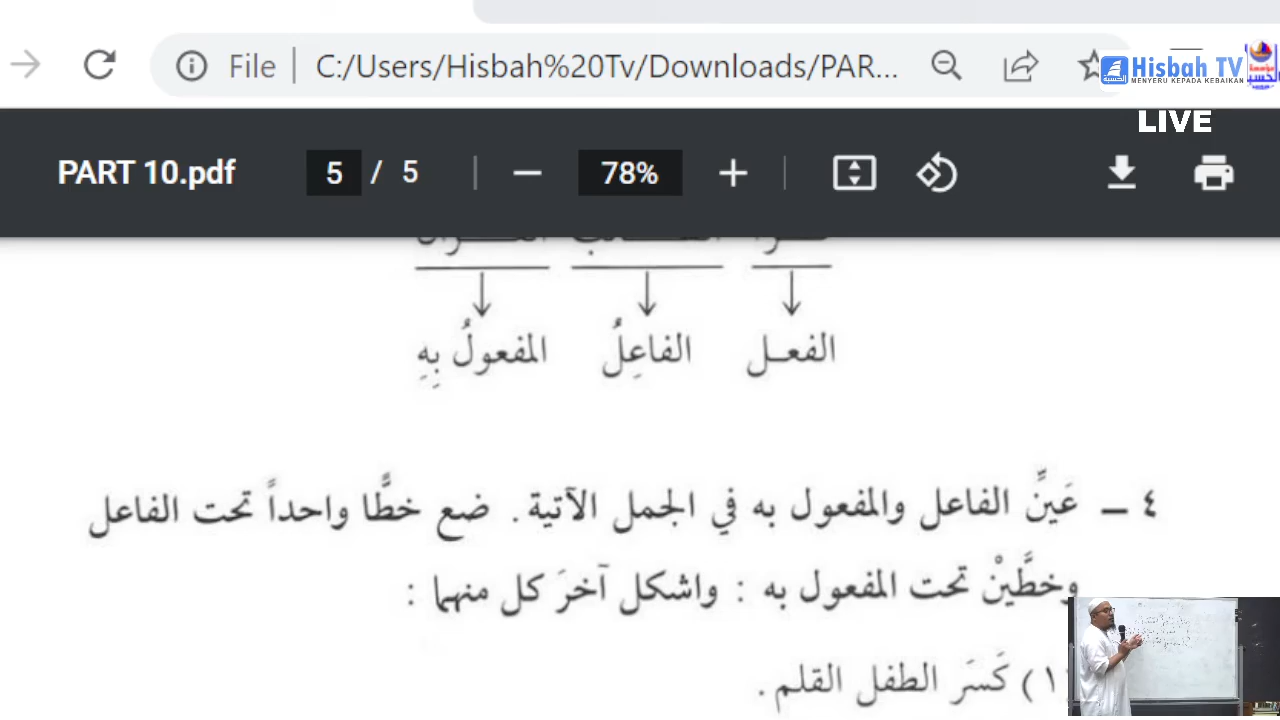 File | C:/Users/Hisbah%20Tv/Downloads/PAR...
Hisbah TV
MENYERU KEPADA KEBAIKAN
LIVE
PART 10.pdf 5 / 5 78%
الفعـل الفاعِلُ المفعولُ بِهِ
٤ – عَيِّنْ الفاعل والمفعول به في الجمل الآتية. ضع خطًّا واحداً تحت الفاعل
وخطَّيْنْ تحت المفعول به : واشكل آخرَ كل منهما :
(١) كَسَر الطفل القلم.